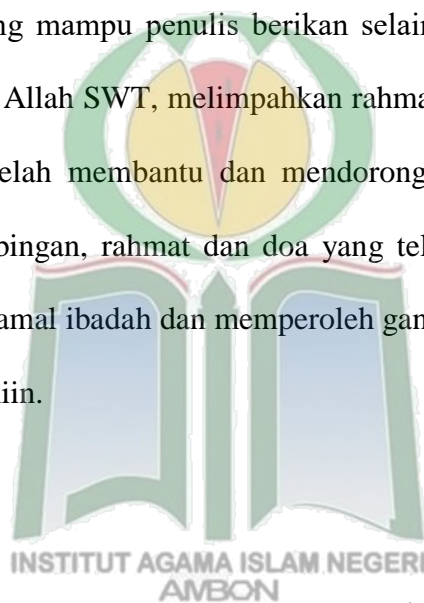 ng mampu penulis berikan selain
Allah SWT, melimpahkan rahma
elah membantu dan mendorong
bingan, rahmat dan doa yang tel
amal ibadah dan memperoleh gan
iin.
INSTITUT AGAMA ISLAM NEGERI
AMBON